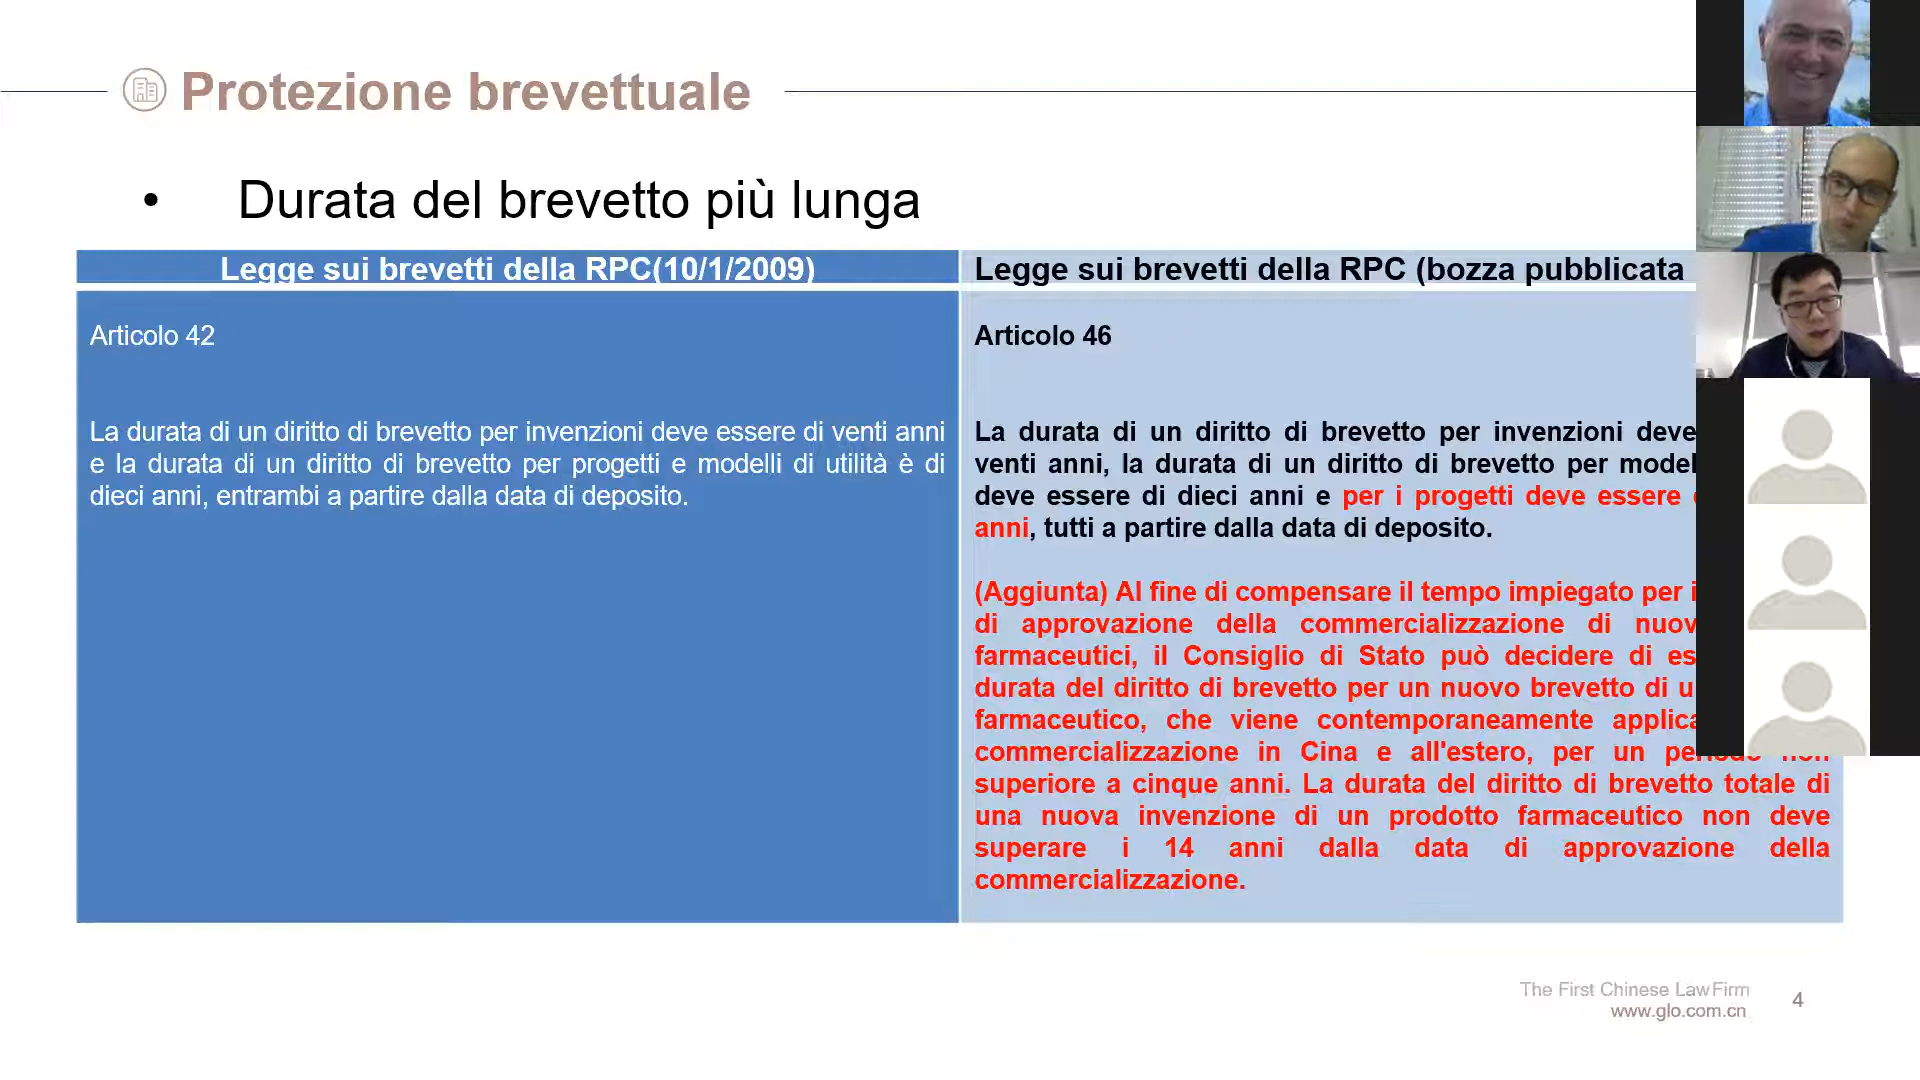 Protezione brevettuale
• Durata del brevetto più lunga
Legge sui brevetti della RPC(10/1/2009)
Articolo 42
La durata di un diritto di brevetto per invenzioni deve essere di venti anni
e la durata di un diritto di brevetto per progetti e modelli di utilità è di
dieci anni, entrambi a partire dalla data di deposito.
Legge sui brevetti della RPC (bozza pubblicata
Articolo 46
La durata di un diritto di brevetto per invenzioni deve
venti anni, la durata di un diritto di brevetto per
deve essere di dieci anni e per i progetti deve essere
anni, tutti a partire dalla data di deposito.
(Aggiunta) Al fine di compensare il tempo impiegato per
di approvazione della commercializzazione di
farmaceutici, il Consiglio di Stato può decidere di
durata del diritto di brevetto per un nuovo brevetto di
farmaceutico, che viene contemporaneamente
commercializzazione in Cina e all'estero, per un periodo non
superiore a cinque anni. La durata del diritto di brevetto totale di
una nuova invenzione di un prodotto farmaceutico non deve
superare i 14 anni dalla data di approvazione della
commercializzazione.
The First Chinese Law Firm
www.glo.com.cn
4